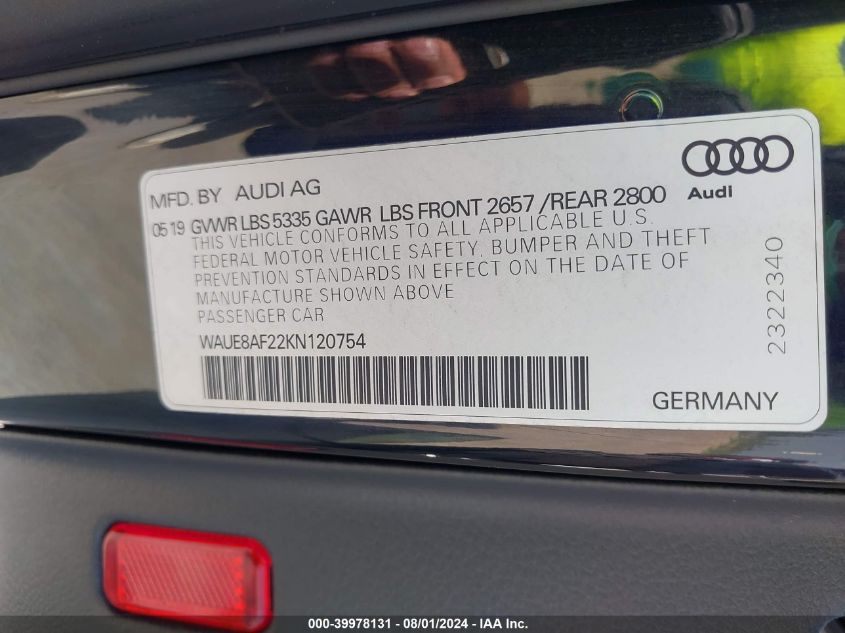 MFD. BY AUDI AG
Audi
05 19 GVWR LBS 5335 GAWR LBS FRONT 2657 /REAR 2800
THIS VEHICLE CONFORMS TO ALL APPLICABLE U.S.
FEDERAL MOTOR VEHICLE SAFETY, BUMPER AND THEFT
PREVENTION STANDARDS IN EFFECT ON THE DATE OF
MANUFACTURE SHOWN ABOVE
PASSENGER CAR
WAUE8AF22KN120754
2322340
GERMANY
000-39978131 - 08/01/2024 - IAA Inc.